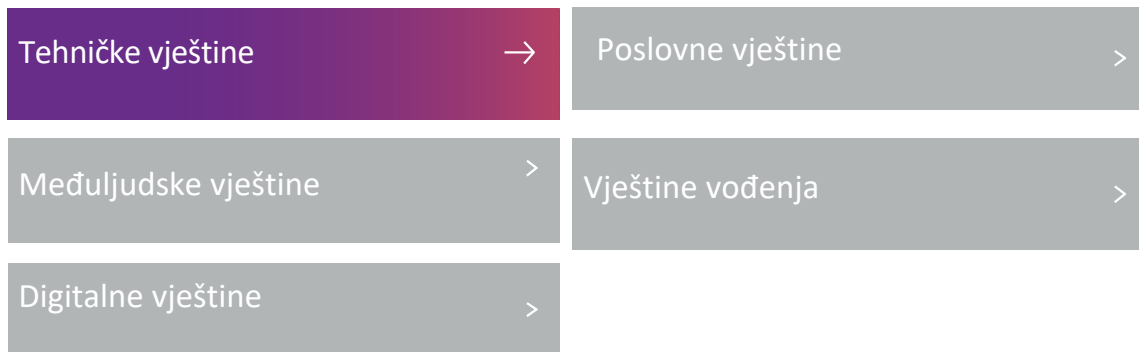 Tehničke vještine
Poslovne vještine
Međuljudske vještine
Vještine vođenja
Digitalne vještine